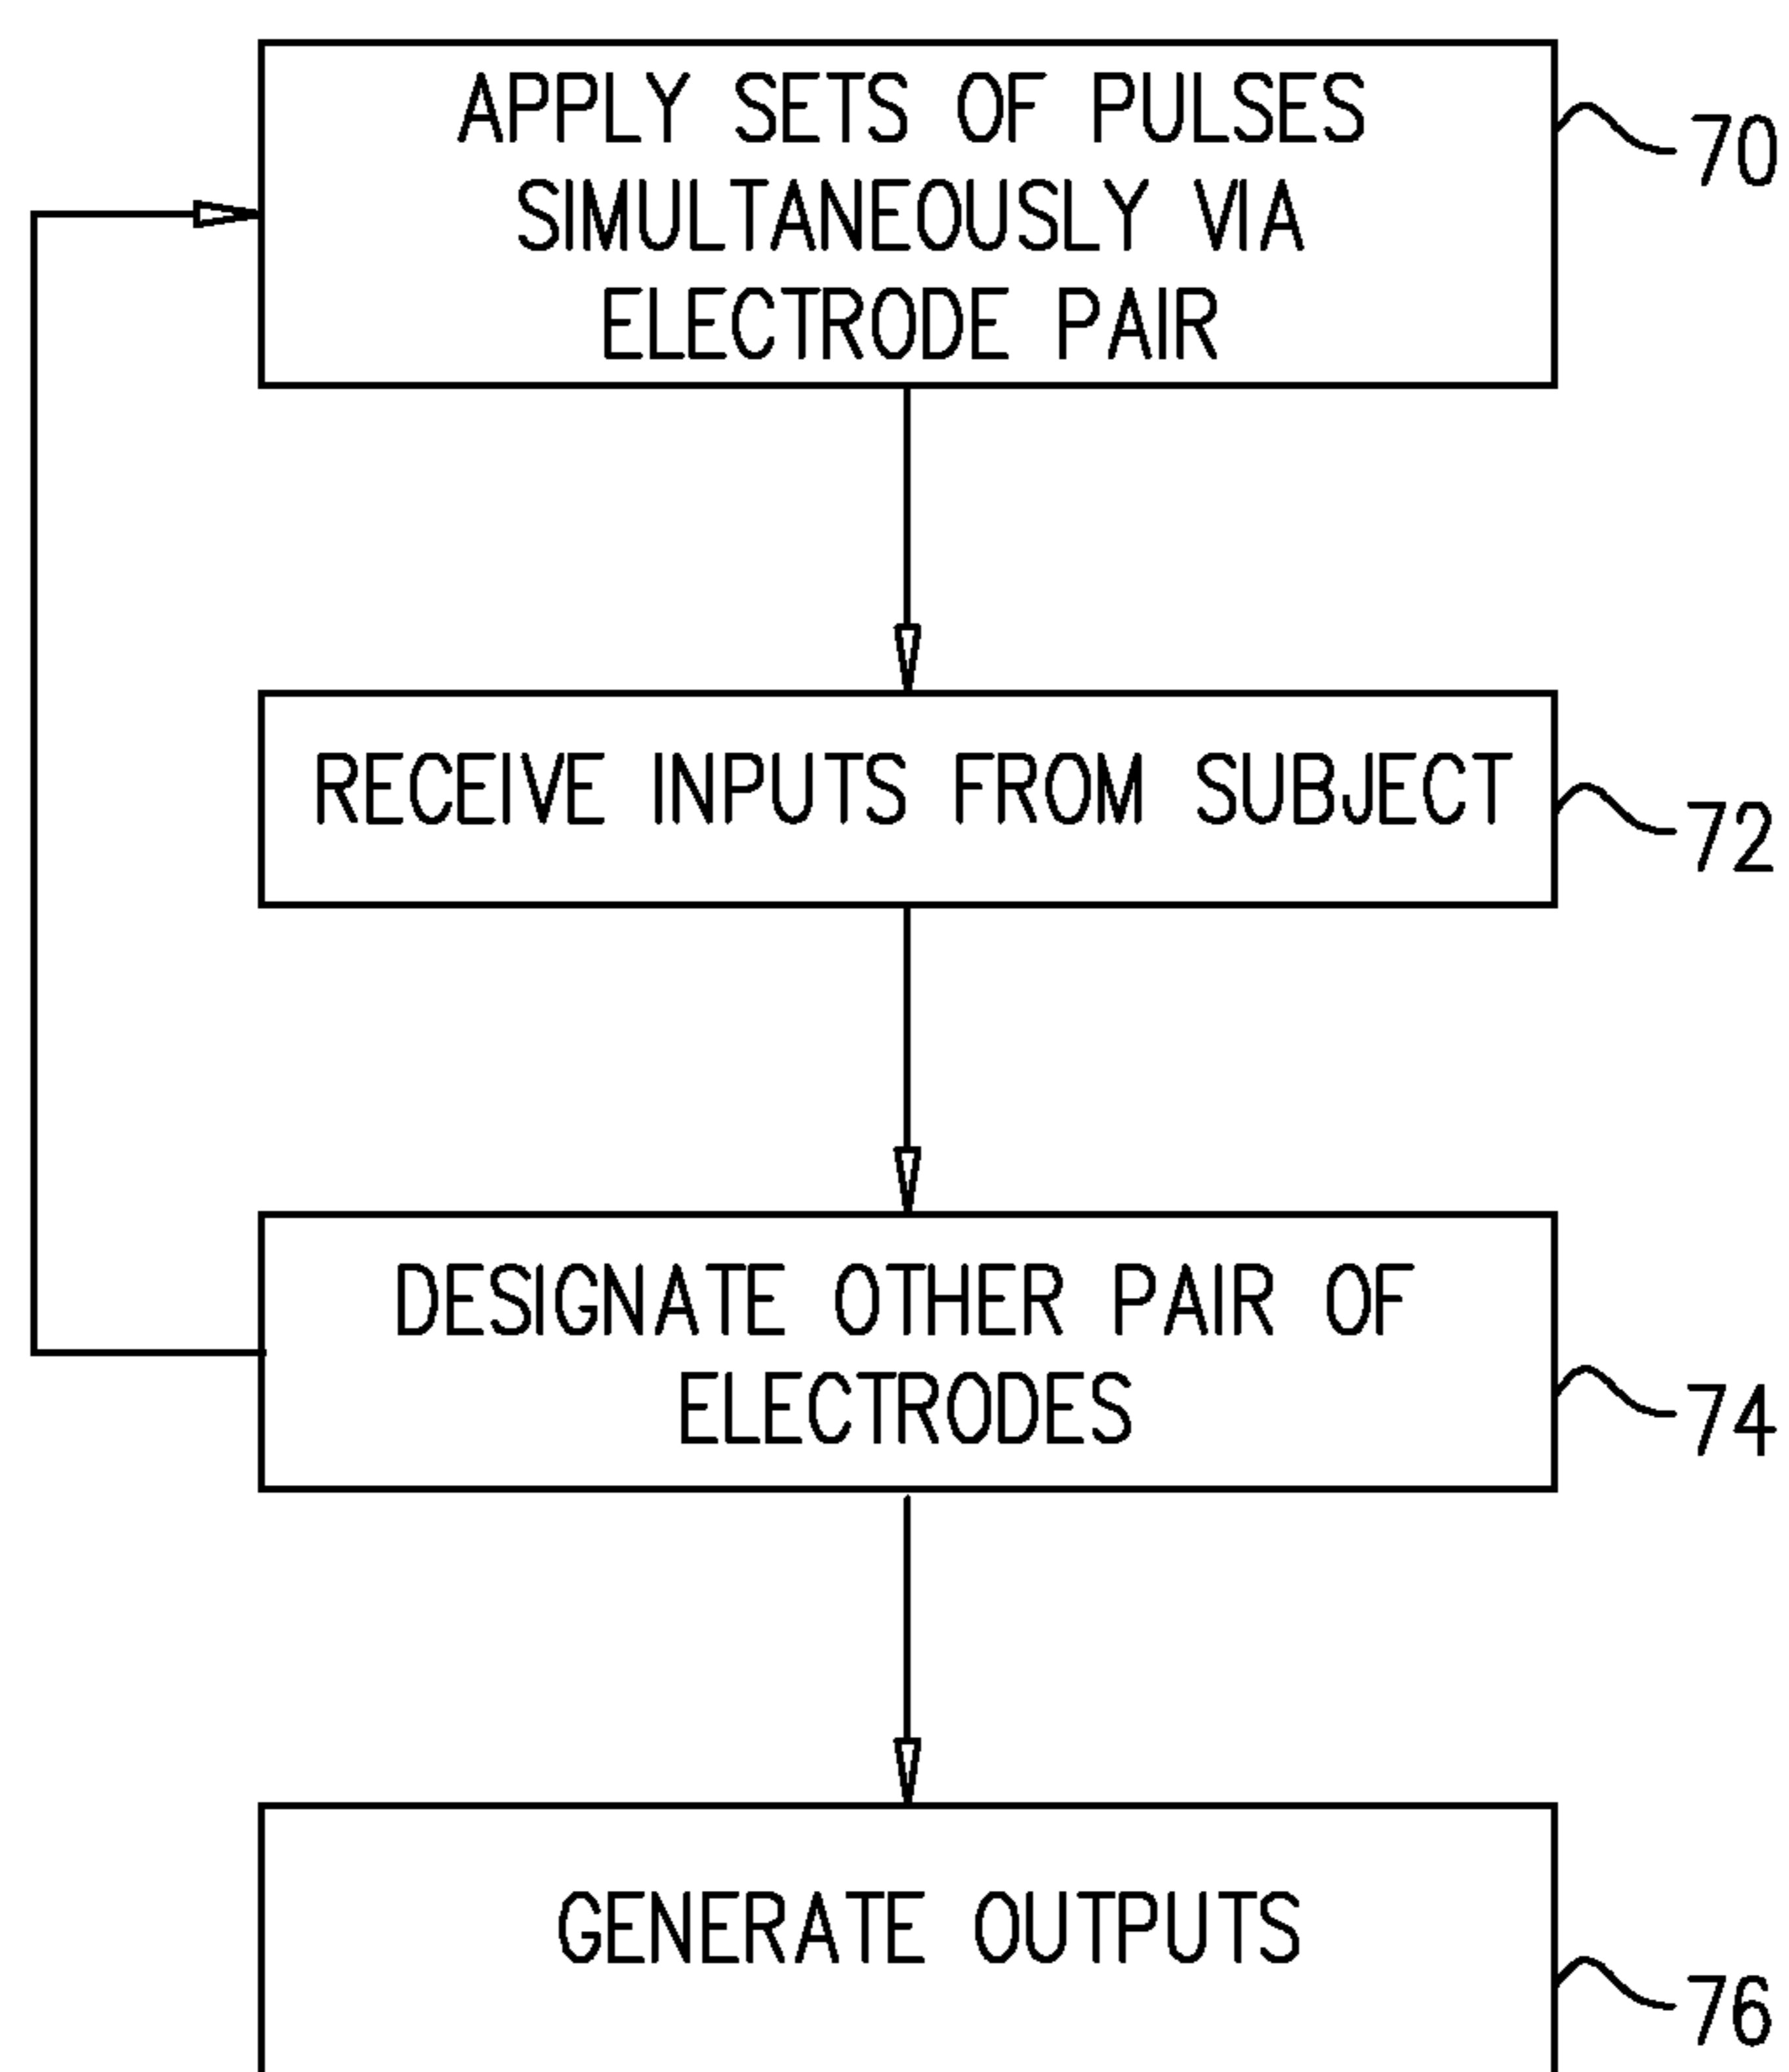 APPLY SETS OF PULSES
SIMULTANEOUSLY VIA
ELECTRODE PAIR
70
RECEIVE INPUTS FROM SUBJECT
72
DESIGNATE OTHER PAIR OF
ELECTRODES
74
GENERATE OUTPUTS
76